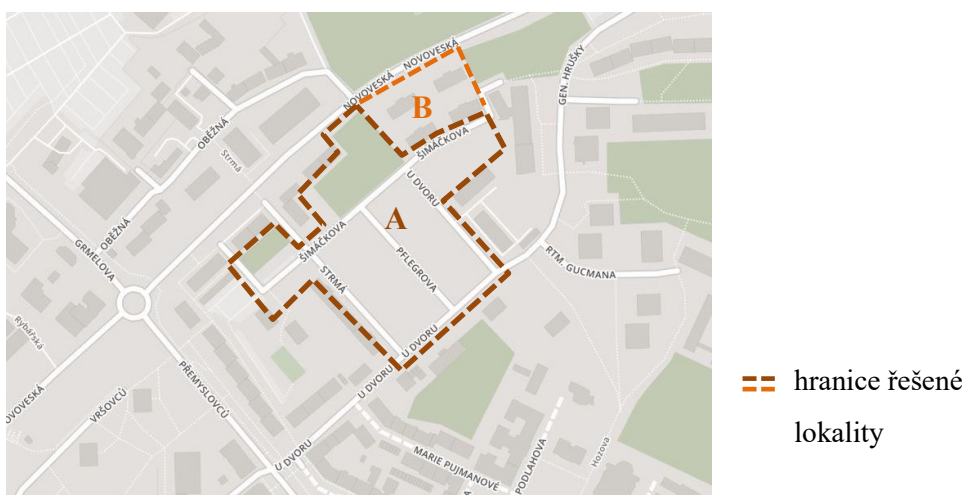 NOVOVESKÁ
NOVOVESKÁ
GEN. HRUŠKY
B
OBĚŽNÁ
ŠIMÁČKOVA
Strmá
U DVORU
A
GRMELOVA
OBĚŽNÁ
ŠIMÁČKOVA
PFLEGROVA
STRMÁ
RTM. GUCMANA
Rybářská
U DVORU
U DVORU
PŘEMYSLOVCŮ
NOVOVESKÁ
VRŠOVCŮ
U DVORU
MARIE PUJMANOVÉ
PODLAHOVA
Hozova
hranice řešené
lokality